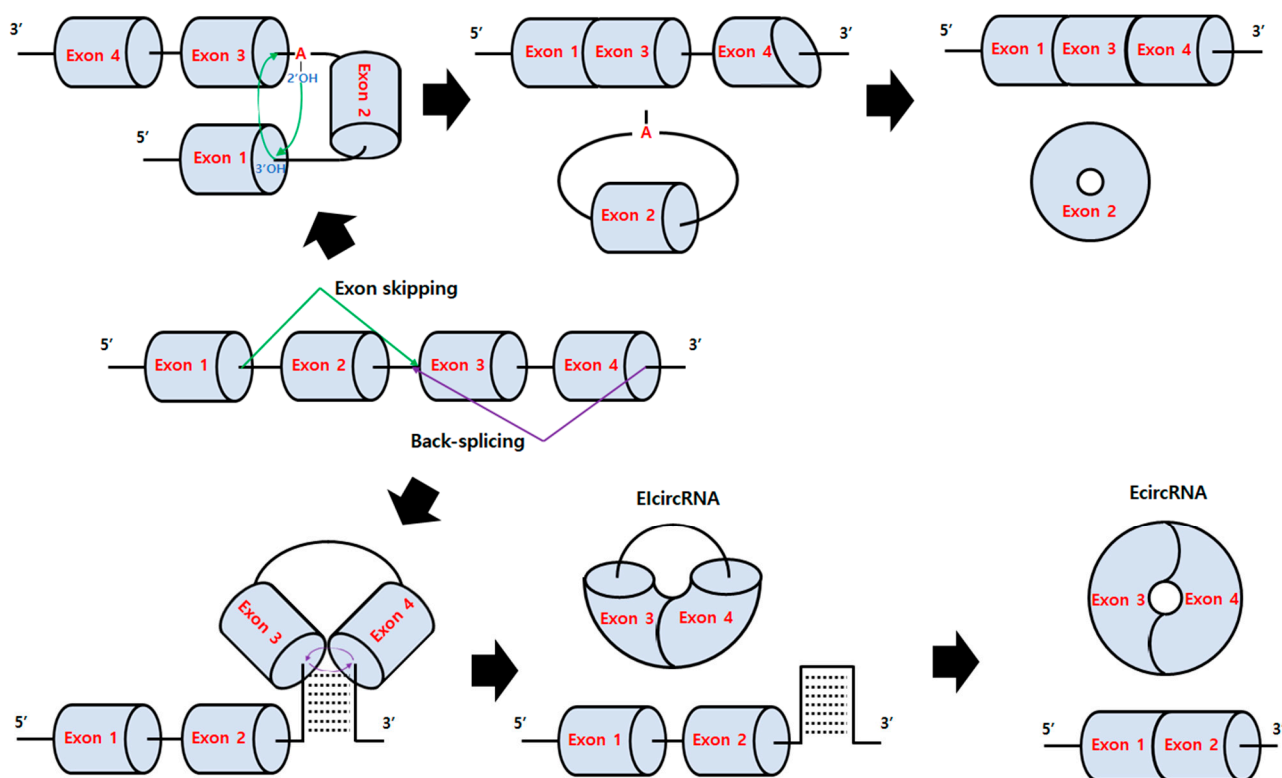 3′
Exon 4
Exon 3
A
2′OH
Exon 2
5′
Exon 1
3′OH
5′
Exon 1
Exon 3
Exon 4
3′
A
Exon 2
5′
Exon 1
Exon 3
Exon 4
3′
Exon 2
Exon skipping
5′
Exon 1
Exon 2
Exon 3
Exon 4
3′
Back-splicing
Exon 3
Exon 4
5′
Exon 1
Exon 2
3′
EIcircRNA
Exon 3
Exon 4
5′
Exon 1
Exon 2
3′
EcircRNA
Exon 3
Exon 4
5′
Exon 1
Exon 2
3′